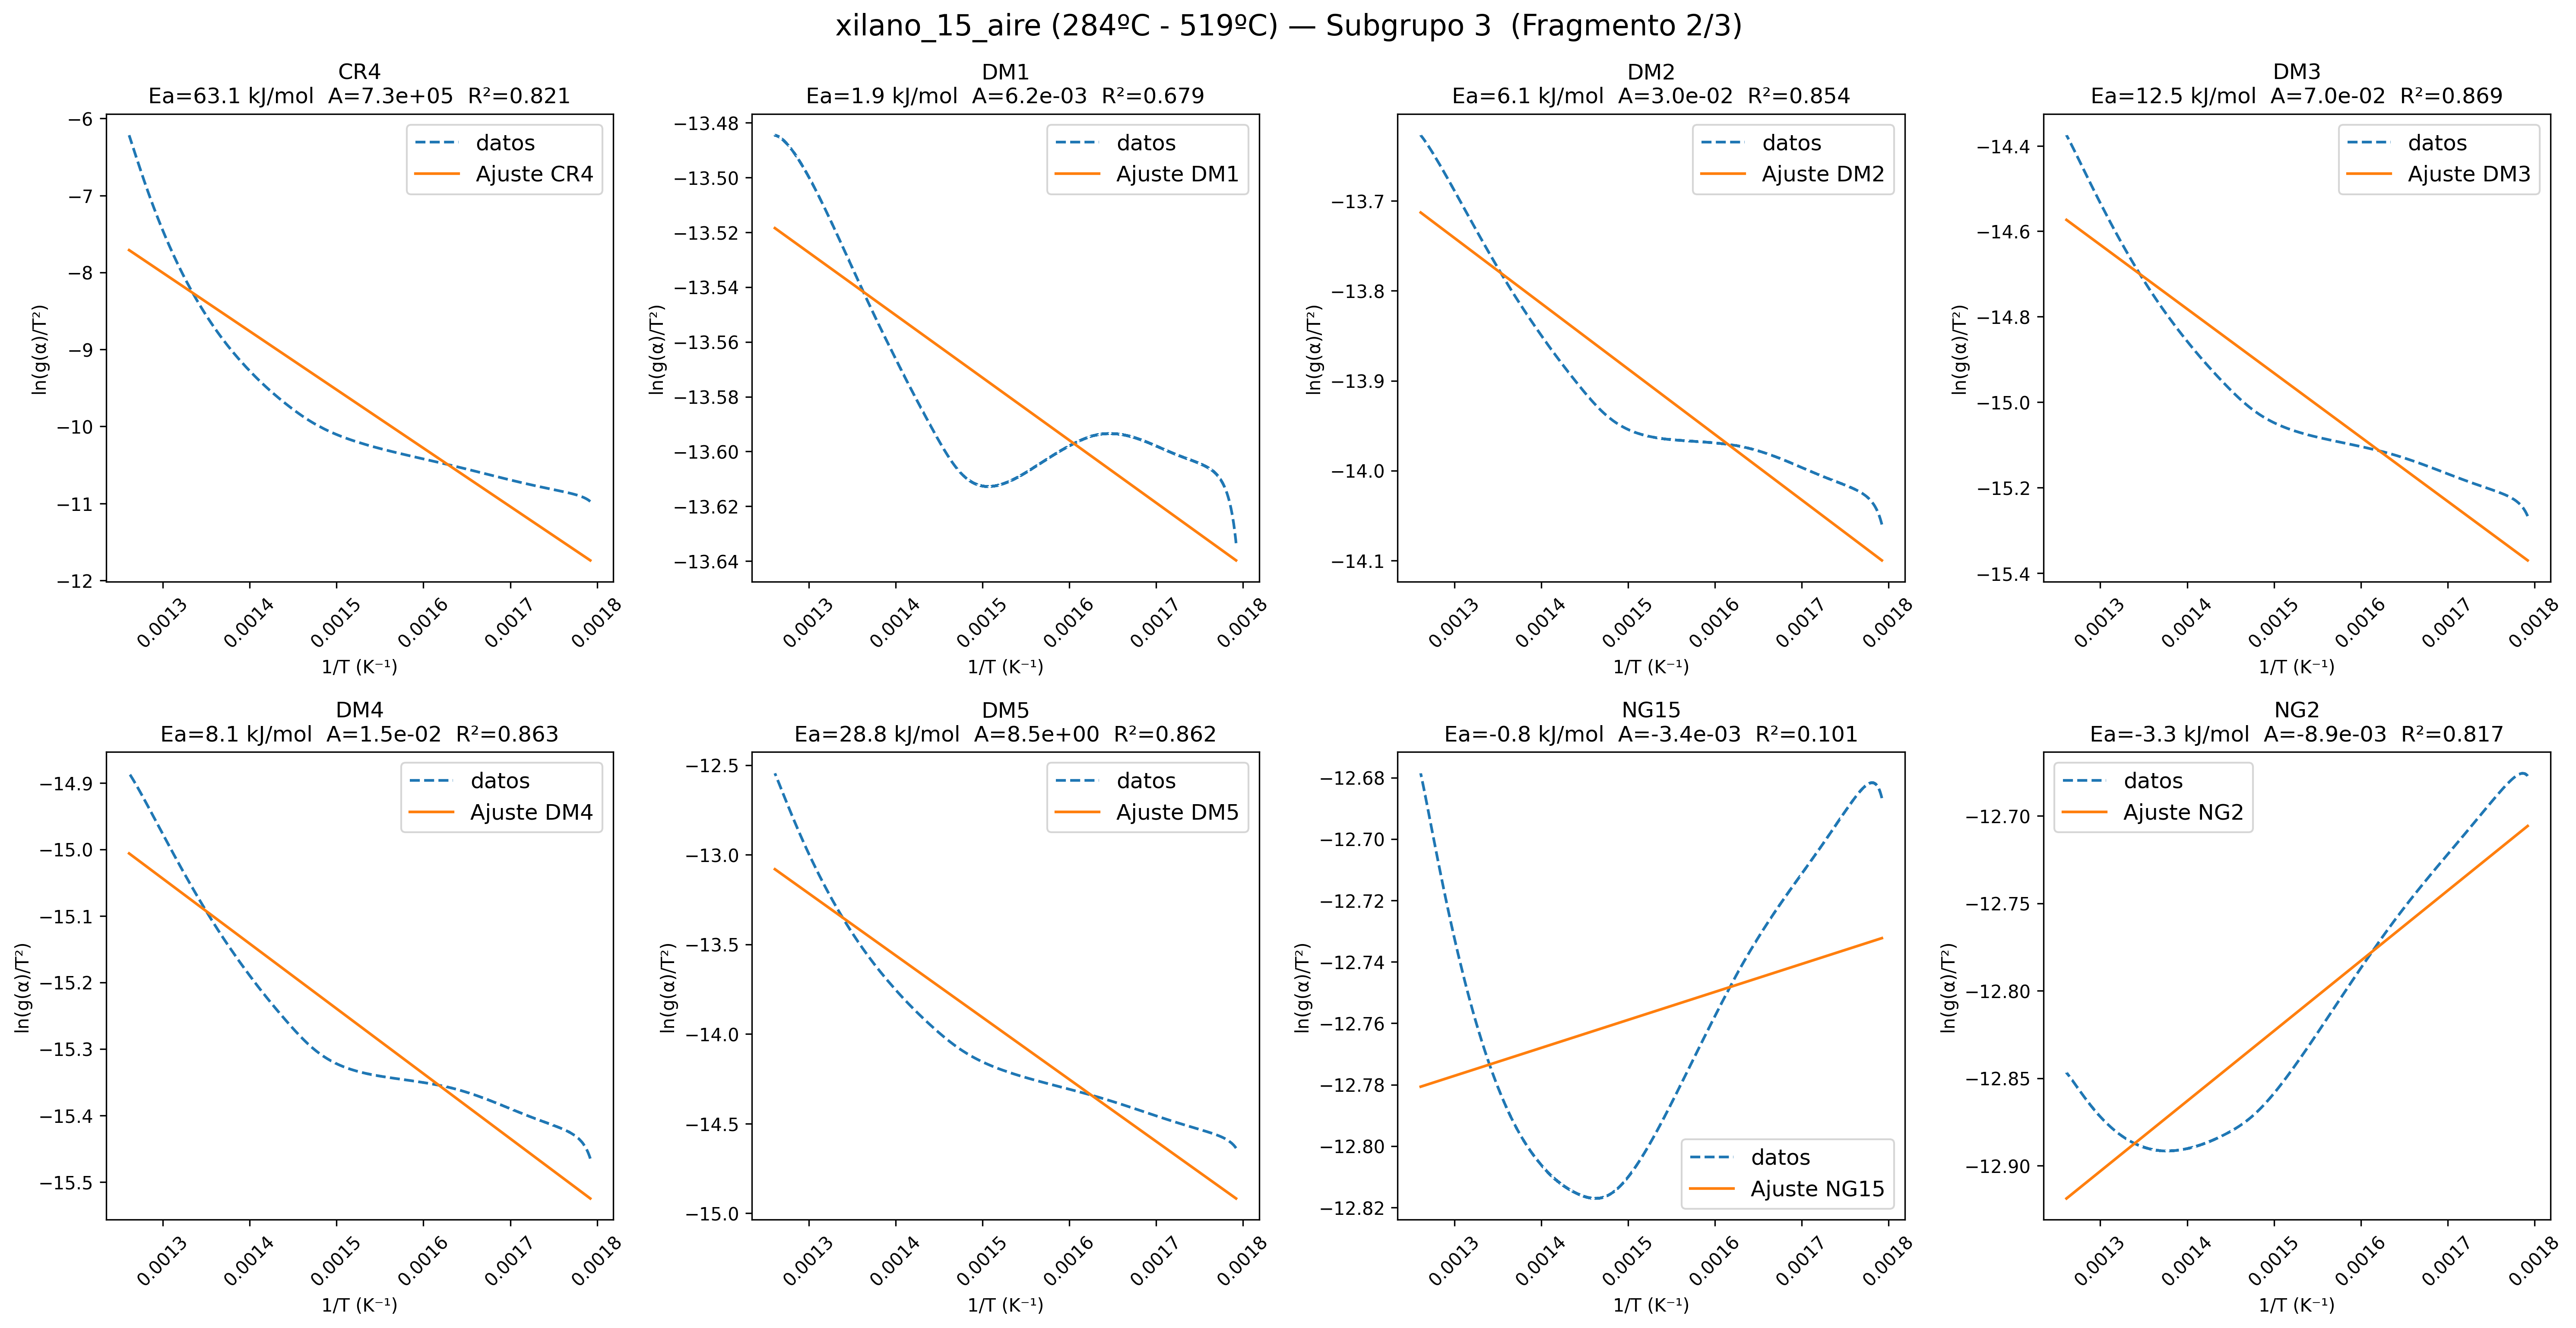 xilano_15_aire (284ºC - 519ºC) — Subgrupo 3  (Fragmento 2/3)
CR4
Ea=63.1 kJ/mol  A=7.3e+05  R²=0.821
datos
Ajuste CR4
ln(g(α)/T²)
−6
−7
−8
−9
−10
−11
−12
0.0013
0.0014
0.0015
0.0016
0.0017
0.0018
1/T (K⁻¹)
DM1
Ea=1.9 kJ/mol  A=6.2e-03  R²=0.679
datos
Ajuste DM1
ln(g(α)/T²)
−13.48
−13.50
−13.52
−13.54
−13.56
−13.58
−13.60
−13.62
−13.64
0.0013
0.0014
0.0015
0.0016
0.0017
0.0018
1/T (K⁻¹)
DM2
Ea=6.1 kJ/mol  A=3.0e-02  R²=0.854
datos
Ajuste DM2
ln(g(α)/T²)
−13.7
−13.8
−13.9
−14.0
−14.1
0.0013
0.0014
0.0015
0.0016
0.0017
0.0018
1/T (K⁻¹)
DM3
Ea=12.5 kJ/mol  A=7.0e-02  R²=0.869
datos
Ajuste DM3
ln(g(α)/T²)
−14.4
−14.6
−14.8
−15.0
−15.2
−15.4
0.0013
0.0014
0.0015
0.0016
0.0017
0.0018
1/T (K⁻¹)
DM4
Ea=8.1 kJ/mol  A=1.5e-02  R²=0.863
datos
Ajuste DM4
ln(g(α)/T²)
−14.9
−15.0
−15.1
−15.2
−15.3
−15.4
−15.5
0.0013
0.0014
0.0015
0.0016
0.0017
0.0018
1/T (K⁻¹)
DM5
Ea=28.8 kJ/mol  A=8.5e+00  R²=0.862
datos
Ajuste DM5
ln(g(α)/T²)
−12.5
−13.0
−13.5
−14.0
−14.5
−15.0
0.0013
0.0014
0.0015
0.0016
0.0017
0.0018
1/T (K⁻¹)
NG15
Ea=-0.8 kJ/mol  A=-3.4e-03  R²=0.101
datos
Ajuste NG15
ln(g(α)/T²)
−12.68
−12.70
−12.72
−12.74
−12.76
−12.78
−12.80
−12.82
0.0013
0.0014
0.0015
0.0016
0.0017
0.0018
1/T (K⁻¹)
NG2
Ea=-3.3 kJ/mol  A=-8.9e-03  R²=0.817
datos
Ajuste NG2
ln(g(α)/T²)
−12.70
−12.75
−12.80
−12.85
−12.90
0.0013
0.0014
0.0015
0.0016
0.0017
0.0018
1/T (K⁻¹)